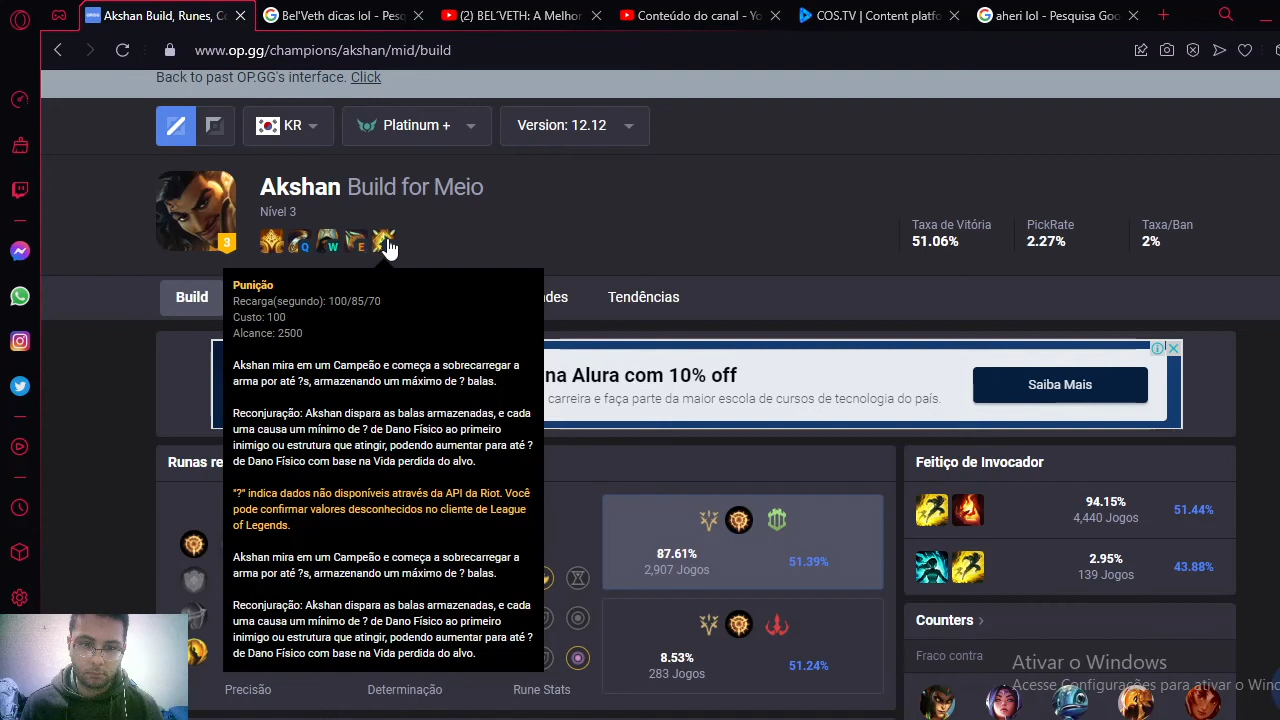 Akshan Build, Runes, Co
Bel'Veth dicas lol - Pesq
(2) BEL'VETH: A Melhor
Conteúdo do canal - Yo
COS.TV | Content platf
aheri lol - Pesquisa Goo
www.op.gg/champions/akshan/mid/build
Back to past OP.GG's interface. Click
KR
Platinum +
Version: 12.12
Akshan Build for Meio
Nível 3
3
Q
W
E
Taxa de Vitória
51.06%
PickRate
2.27%
Taxa/Ban
2%
Build
Tendências
Punição
Recarga(segundo): 100/85/70
Custo: 100
Alcance: 2500
Akshan mira em um Campeão e começa a sobrecarregar a
arma por até ?s, armazenando um máximo de ? balas.
Reconjuração: Akshan dispara as balas armazenadas, e cada
uma causa um mínimo de ? de Dano Físico ao primeiro
inimigo ou estrutura que atingir, podendo aumentar para até ?
de Dano Físico com base na Vida perdida do alvo.
"?" indica dados não disponíveis através da API da Riot. Você
pode confirmar valores desconhecidos no cliente de League
of Legends.
Akshan mira em um Campeão e começa a sobrecarregar a
arma por até ?s, armazenando um máximo de ? balas.
Reconjuração: Akshan dispara as balas armazenadas, e cada
uma causa um mínimo de ? de Dano Físico ao primeiro
inimigo ou estrutura que atingir, podendo aumentar para até ?
de Dano Físico com base na Vida perdida do alvo.
na Alura com 10% off
carreira e faça parte da maior escola de cursos de tecnologia do país.
Saiba Mais
Runas re
87.61%
2,907 Jogos
51.39%
8.53%
283 Jogos
51.24%
Precisão
Determinação
Rune Stats
Feitiço de Invocador
94.15%
4,440 Jogos
51.44%
2.95%
139 Jogos
43.88%
Counters
Fraco contra
Ativar o Windows
Acesse Configurações para ativar o Win